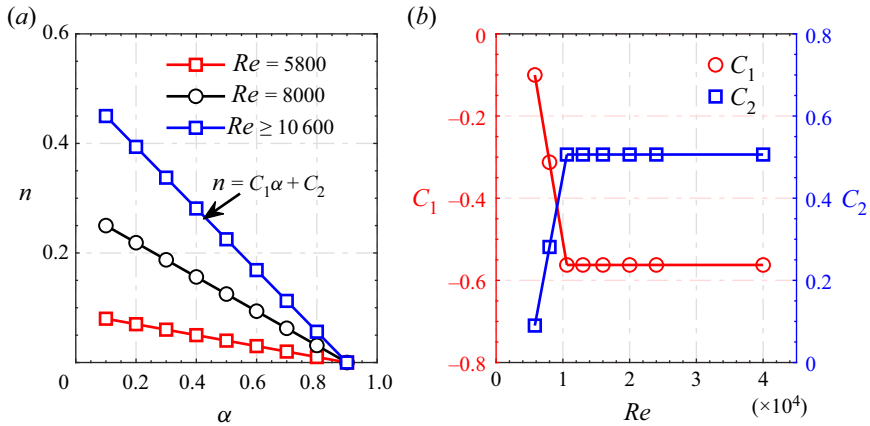 (a)
0.6
0.4
0.2
0
0.2
0.4
0.6
0.8
1.0
n
α
Re = 5800
Re = 8000
Re ≥ 10 600
n = C₁α + C₂
(b)
0
−0.2
−0.4
−0.6
−0.8
C₁
C₁
C₂
0.8
0.6
0.4
0.2
0
C₂
0
1
2
3
4
(×10⁴)
Re